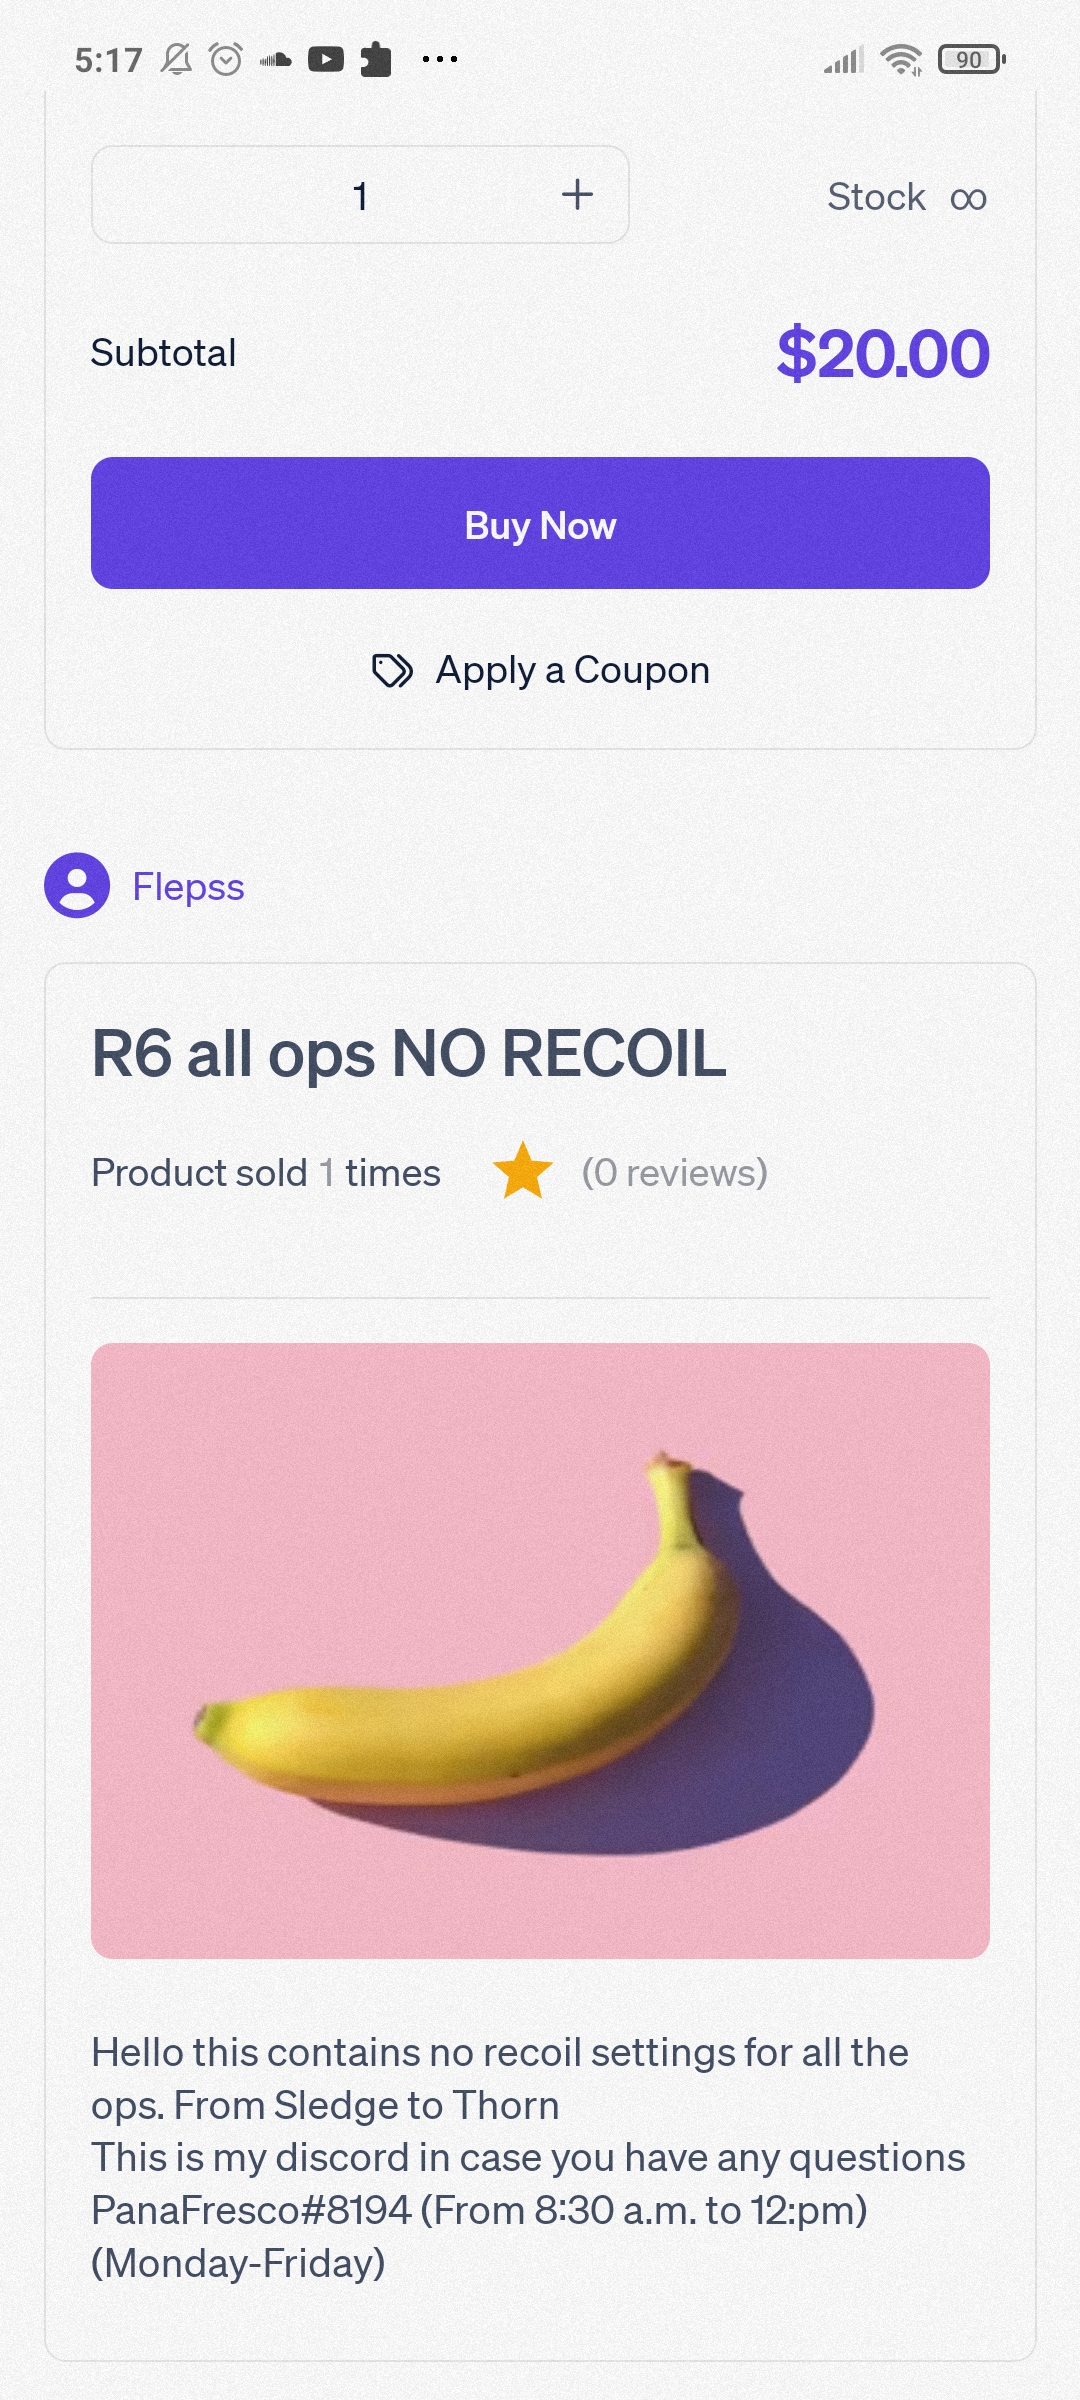 5:17
90
1 +
Stock ∞
Subtotal
$20.00
Buy Now
Apply a Coupon
Flepss
R6 all ops NO RECOIL
Product sold 1 times
(0 reviews)
Hello this contains no recoil settings for all the
ops. From Sledge to Thorn
This is my discord in case you have any questions
PanaFresco#8194 (From 8:30 a.m. to 12:pm)
(Monday-Friday)